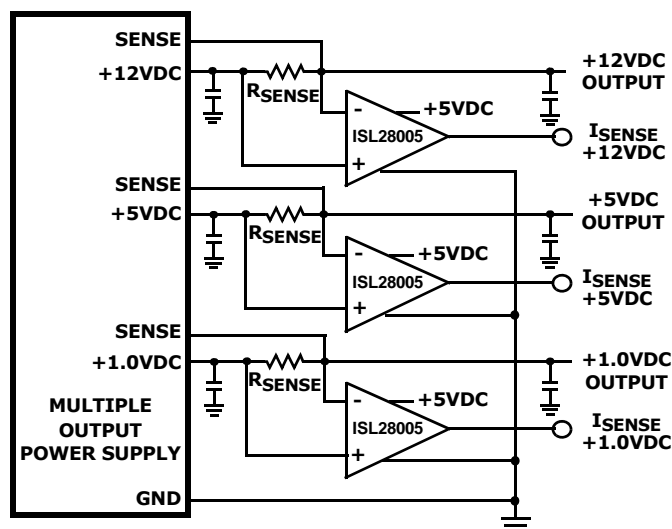 SENSE
+12VDC
RSENSE
-
+
ISL28005
+5VDC
+12VDC
OUTPUT
ISENSE
+12VDC
SENSE
+5VDC
RSENSE
-
+
ISL28005
+5VDC
+5VDC
OUTPUT
ISENSE
+5VDC
SENSE
+1.0VDC
RSENSE
-
+
ISL28005
+5VDC
+1.0VDC
OUTPUT
ISENSE
+1.0VDC
MULTIPLE
OUTPUT
POWER SUPPLY
GND